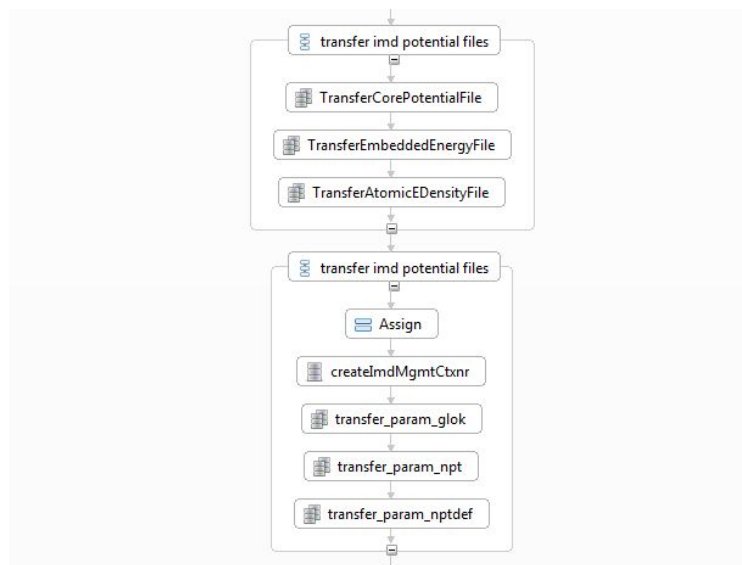 transfer imd potential files
TransferCorePotentialFile
TransferEmbeddedEnergyFile
TransferAtomicEDensityFile
transfer imd potential files
Assign
createImdMgmtCtxnr
transfer_param_glok
transfer_param_npt
transfer_param_nptdef